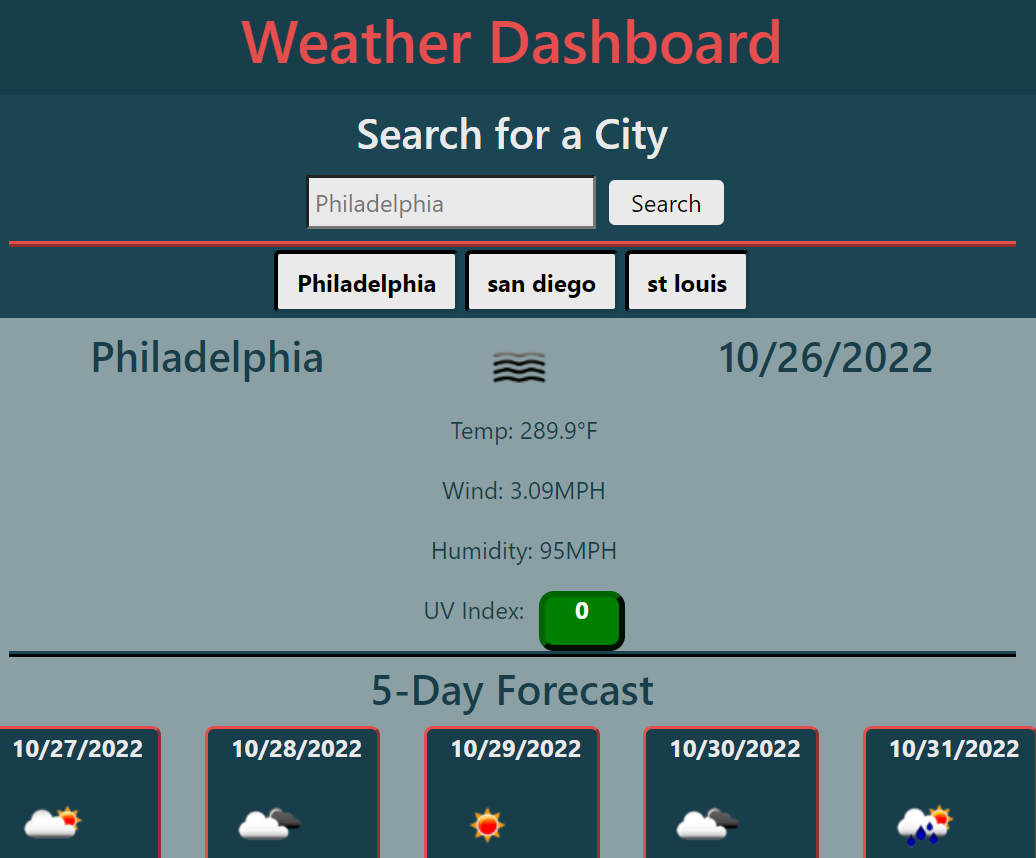 Weather Dashboard
Search for a City
Philadelphia Search
Philadelphia san diego st louis
Philadelphia 10/26/2022
Temp: 289.9°F
Wind: 3.09MPH
Humidity: 95MPH
UV Index: 0
5-Day Forecast
10/27/2022 10/28/2022 10/29/2022 10/30/2022 10/31/2022